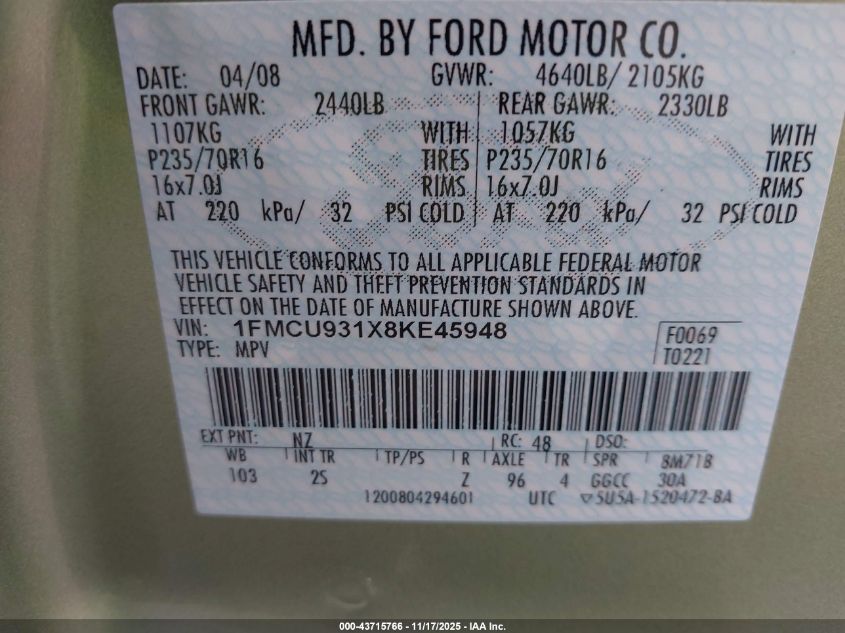 MFD. BY FORD MOTOR CO.
DATE: 04/08 GVWR: 4640LB/ 2105KG
FRONT GAWR: 2440LB REAR GAWR: 2330LB
1107KG WITH 1057KG WITH
P235/70R16 TIRES P235/70R16 TIRES
16x7.0J RIMS 16x7.0J RIMS
AT 220 kPa/ 32 PSI COLD AT 220 kPa/ 32 PSI COLD
THIS VEHICLE CONFORMS TO ALL APPLICABLE FEDERAL MOTOR
VEHICLE SAFETY AND THEFT PREVENTION STANDARDS IN
EFFECT ON THE DATE OF MANUFACTURE SHOWN ABOVE.
VIN: 1FMCU931X8KE45948 F0069
TYPE: MPV T0221
EXT PNT: NZ RC: 48 DSO:
WB INT TR TP/PS R AXLE TR SPR 8M71B
103 2S Z 96 4 GGCC 30A
1200804294601 UTC ▽5U5A-1520472-BA
000-43715766 - 11/17/2025 - IAA Inc.